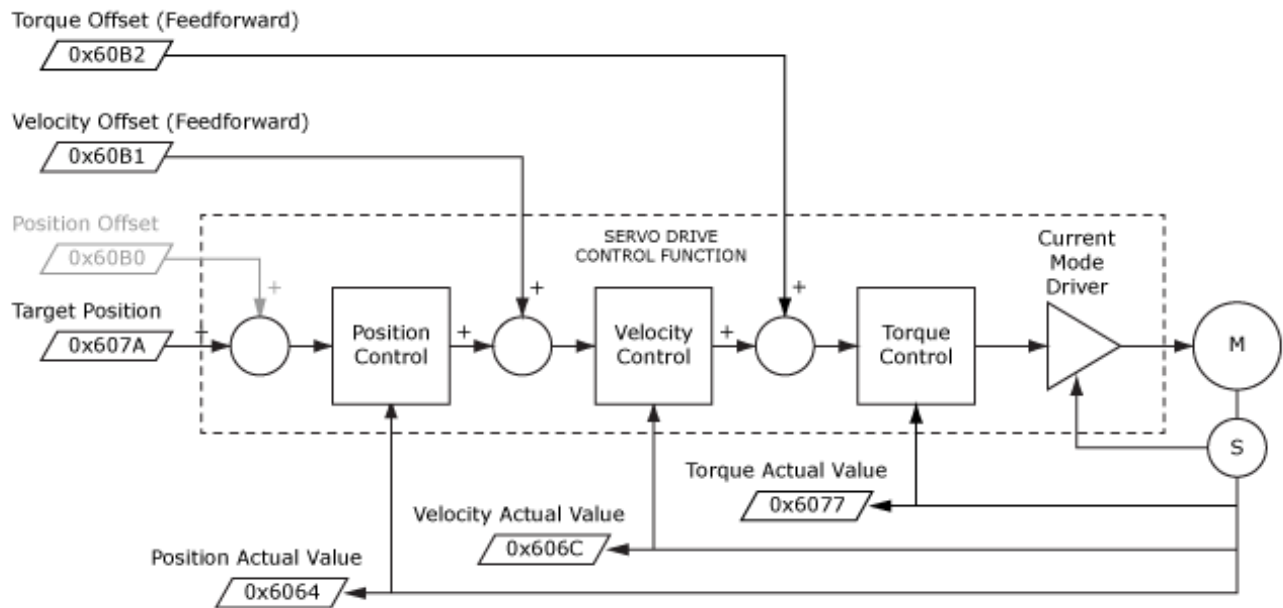 Torque Offset (Feedforward)
0x60B2
Velocity Offset (Feedforward)
0x60B1
Position Offset
0x60B0
+
SERVO DRIVE
CONTROL FUNCTION
Current
Mode
Driver
+
+
Target Position
0x607A
+
Position
Control
+
Velocity
Control
+
Torque
Control
M
S
Torque Actual Value
0x6077
Velocity Actual Value
0x606C
Position Actual Value
0x6064